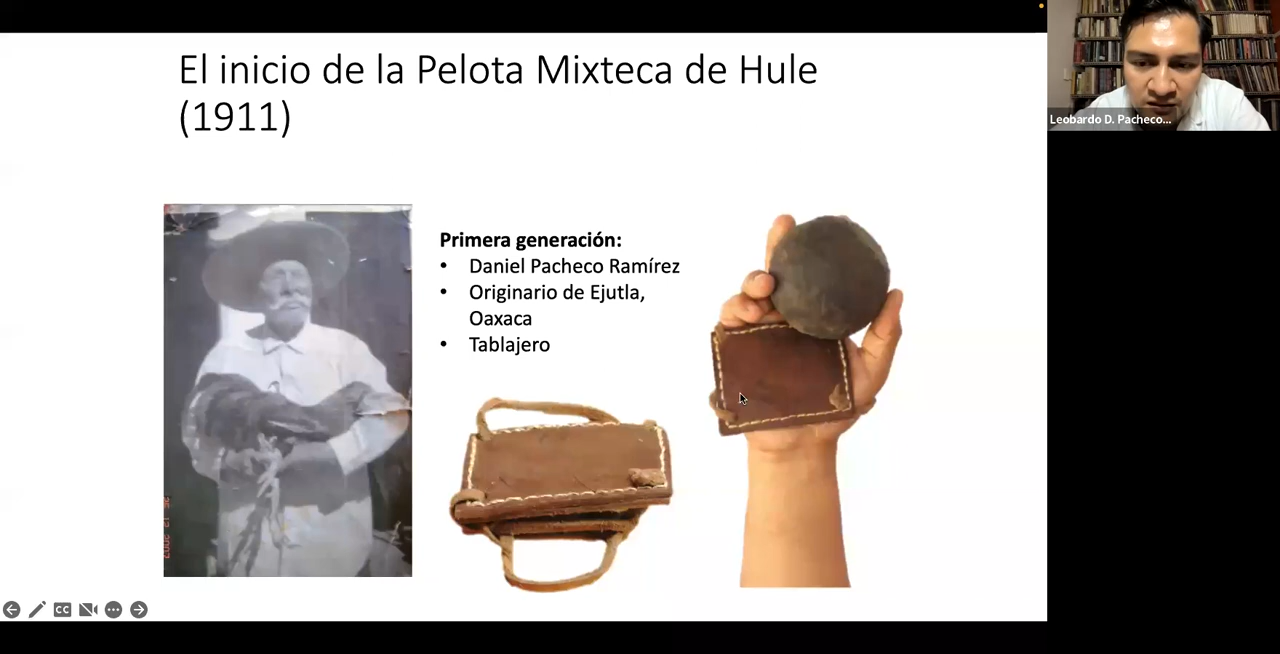 El inicio de la Pelota Mixteca de Hule
(1911)
Leobardo D. Pacheco...
Primera generación:
• Daniel Pacheco Ramírez
• Originario de Ejutla,
Oaxaca
• Tablajero
CC